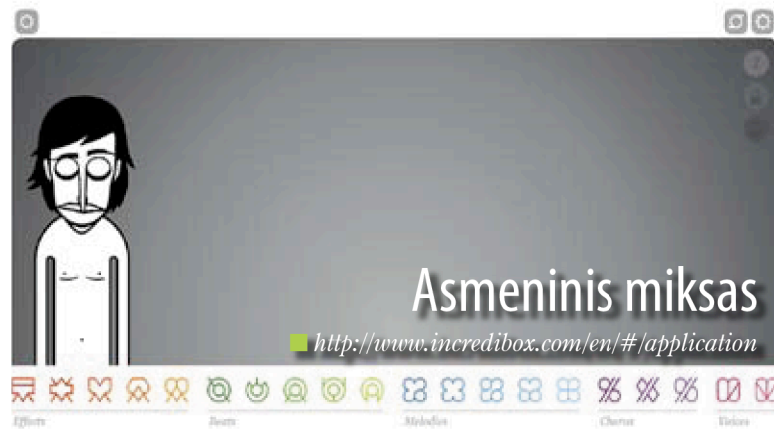 Asmeninis miksas
http://www.incredibox.com/en/#/application
Effects Beats Melodies Chorus Voices